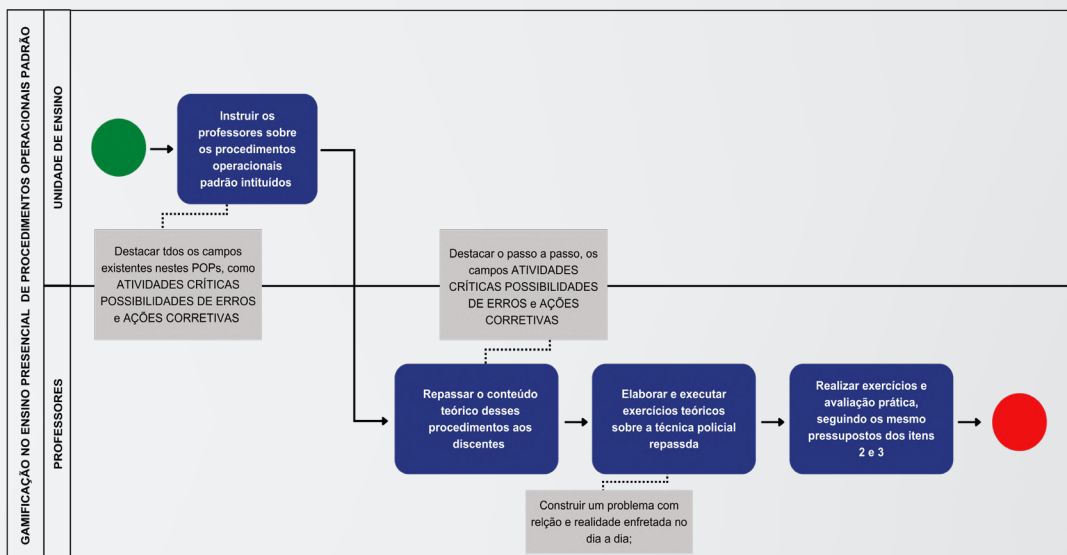 GAMIFICAÇÃO NO ENSINO PRESENCIAL DE PROCEDIMENTOS OPERACIONAIS PADRÃO
UNIDADE DE ENSINO
Instruir os
professores sobre
os procedimentos
operacionais
padrão intituídos
Destacar tdos os campos
existentes nestes POPs, como
ATIVIDADES CRÍTICAS
POSSIBILIDADES DE ERROS
e AÇÕES CORRETIVAS
Destacar o passo a passo, os
campos ATIVIDADES
CRÍTICAS POSSIBILIDADES
DE ERROS e AÇÕES
CORRETIVAS
PROFESSORES
Repassar o conteúdo
teórico desses
procedimentos aos
discentes
Elaborar e executar
exercícios teóricos
sobre a técnica policial
repassda
Realizar exercícios e
avaliação prática,
seguindo os mesmo
pressupostos dos itens
2 e 3
Construir um problema com
relção e realidade enfretada no
dia a dia;